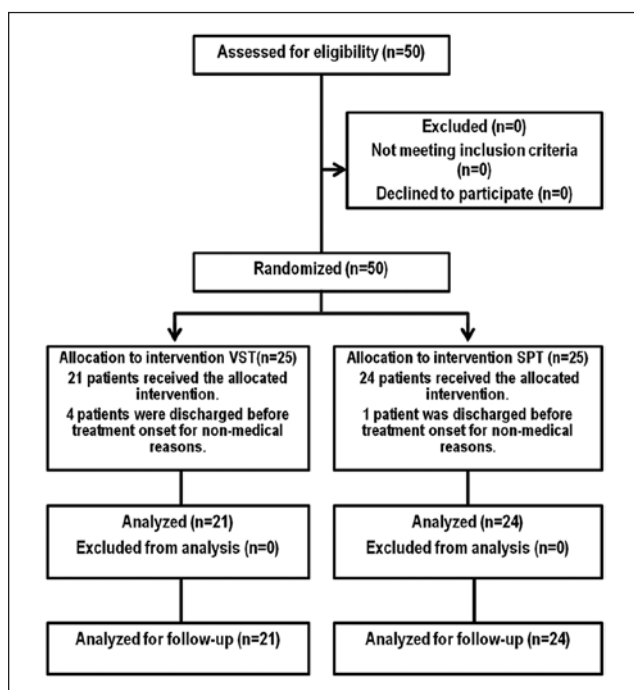 Assessed for eligibility (n=50)
Excluded (n=0)
Not meeting inclusion criteria
(n=0)
Declined to participate (n=0)
Randomized (n=50)
Allocation to intervention VST(n=25)
21 patients received the allocated
intervention.
4 patients were discharged before
treatment onset for non-medical
reasons.
Allocation to intervention SPT (n=25)
24 patients received the allocated
intervention.
1 patient was discharged before
treatment onset for non-medical
reasons.
Analyzed (n=21)
Excluded from analysis (n=0)
Analyzed (n=24)
Excluded from analysis (n=0)
Analyzed for follow-up (n=21)
Analyzed for follow-up (n=24)